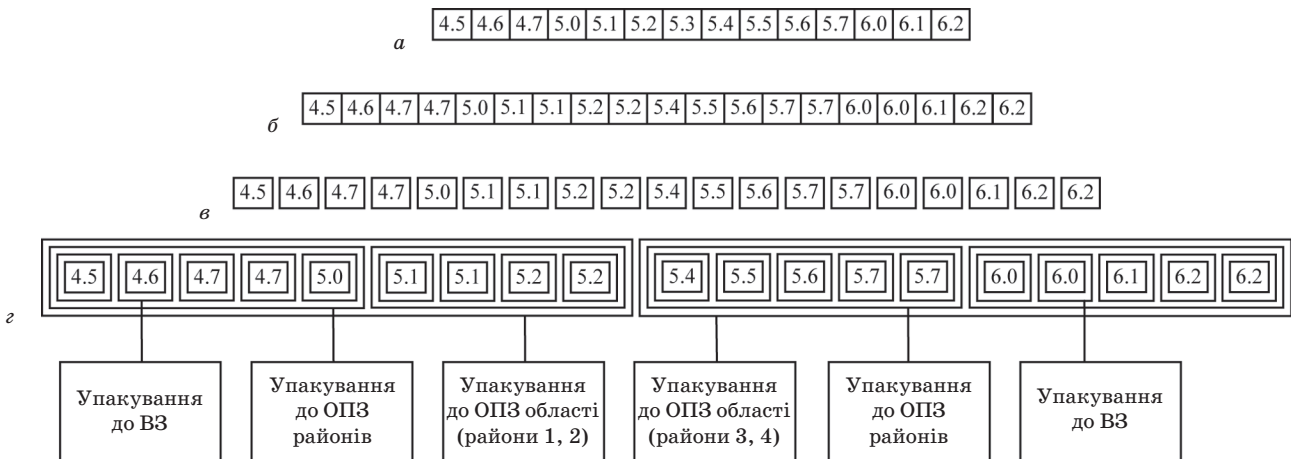 4.5 4.6 4.7 5.0 5.1 5.2 5.3 5.4 5.5 5.6 5.7 6.0 6.1 6.2
а
4.5 4.6 4.7 4.7 5.0 5.1 5.1 5.2 5.2 5.4 5.5 5.6 5.7 5.7 6.0 6.0 6.1 6.2 6.2
б
4.5 4.6 4.7 4.7 5.0 5.1 5.1 5.2 5.2 5.4 5.5 5.6 5.7 5.7 6.0 6.0 6.1 6.2 6.2
в
4.5 4.6 4.7 4.7 5.0 5.1 5.1 5.2 5.2 5.4 5.5 5.6 5.7 5.7 6.0 6.0 6.1 6.2 6.2
г
Упакування
до ВЗ
Упакування
до ОПЗ
районів
Упакування
до ОПЗ області
(райони 1, 2)
Упакування
до ОПЗ області
(райони 3, 4)
Упакування
до ОПЗ
районів
Упакування
до ВЗ